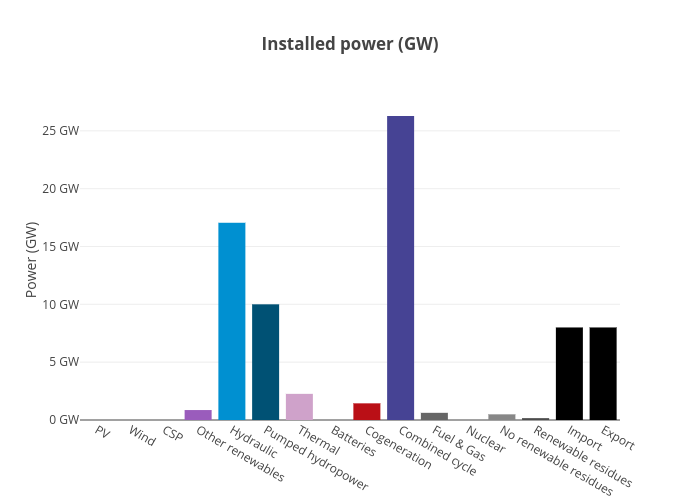 Installed power (GW)
Power (GW)
25 GW
20 GW
15 GW
10 GW
5 GW
0 GW
PV
Wind
CSP
Other renewables
Hydraulic
Pumped hydropower
Thermal
Batteries
Cogeneration
Combined cycle
Fuel & Gas
Nuclear
No renewable residues
Renewable residues
Import
Export